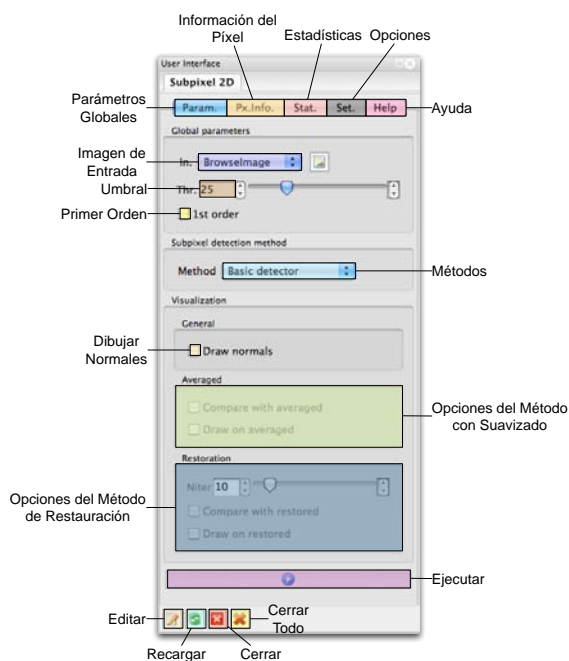 Información del
Píxel
Estadísticas
Opciones
User Interface
Subpixel 2D
Parámetros
Globales
Param.
Px.Info.
Stat.
Set.
Help
Ayuda
Global parameters
Imagen de
Entrada
In.
BrowseImage
Umbral
Thr.
25
Primer Orden
1st order
Subpixel detection method
Method
Basic detector
Métodos
Visualization
General
Dibujar
Normales
Draw normals
Averaged
Compare with averaged
Draw on averaged
Opciones del Método
con Suavizado
Restoration
Niter
10
Compare with restored
Draw on restored
Opciones del Método
de Restauración
Ejecutar
Editar
Cerrar
Todo
Recargar
Cerrar